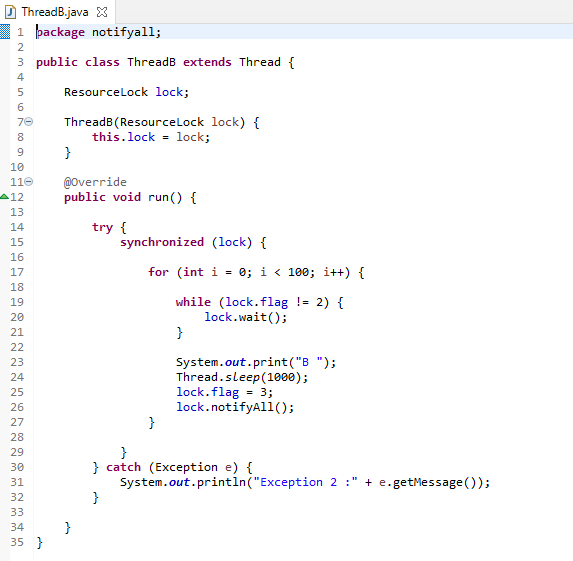 ThreadB.java
1 package notifyall;
2
3 public class ThreadB extends Thread {
4
5     ResourceLock lock;
6
7     ThreadB(ResourceLock lock) {
8         this.lock = lock;
9     }
10
11     @Override
12     public void run() {
13
14         try {
15             synchronized (lock) {
16
17                 for (int i = 0; i < 100; i++) {
18
19                     while (lock.flag != 2) {
20                         lock.wait();
21                     }
22
23                     System.out.print("B ");
24                     Thread.sleep(1000);
25                     lock.flag = 3;
26                     lock.notifyAll();
27                 }
28
29             }
30         } catch (Exception e) {
31             System.out.println("Exception 2 :" + e.getMessage());
32         }
33
34     }
35 }